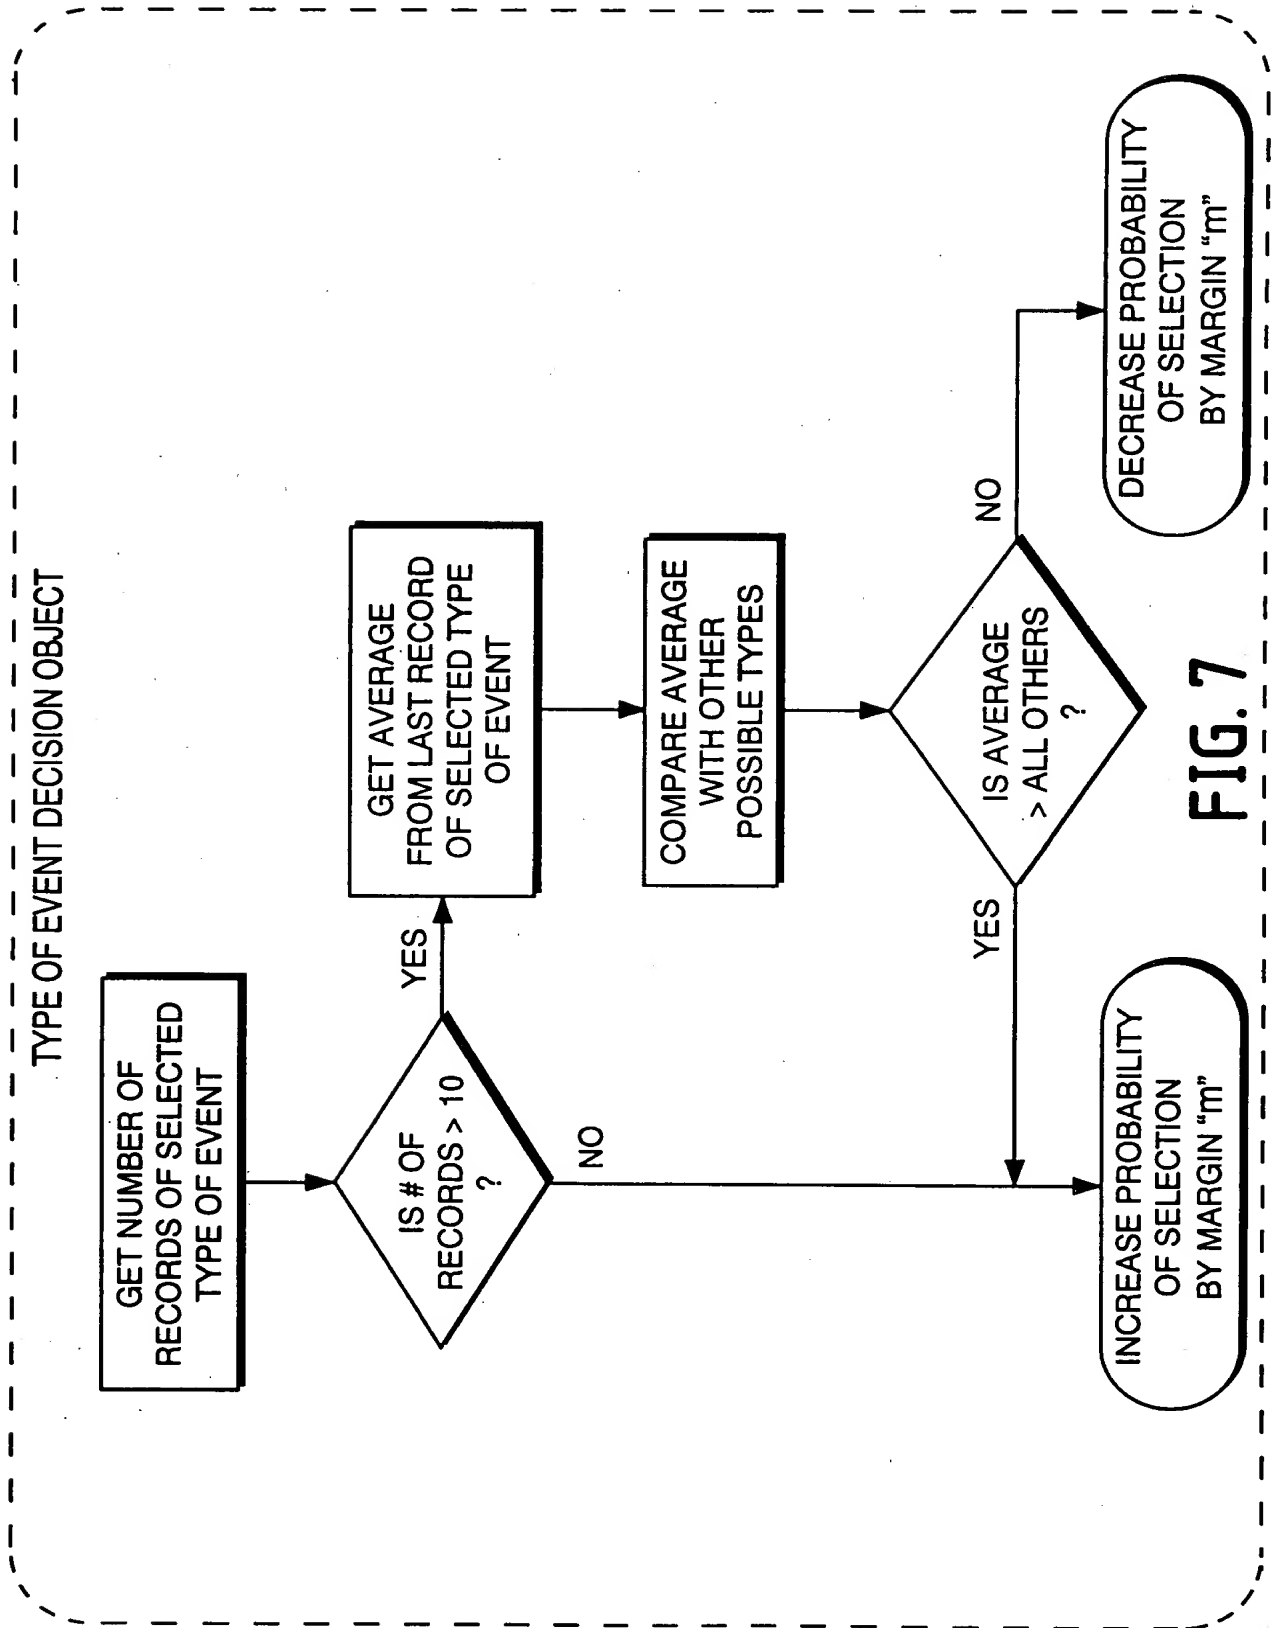 TYPE OF EVENT DECISION OBJECT
GET NUMBER OF
RECORDS OF SELECTED
TYPE OF EVENT
IS # OF
RECORDS > 10
?
YES
NO
GET AVERAGE
FROM LAST RECORD
OF SELECTED TYPE
OF EVENT
COMPARE AVERAGE
WITH OTHER
POSSIBLE TYPES
IS AVERAGE
> ALL OTHERS
?
YES
NO
INCREASE PROBABILITY
OF SELECTION
BY MARGIN "m"
DECREASE PROBABILITY
OF SELECTION
BY MARGIN "m"
FIG. 7